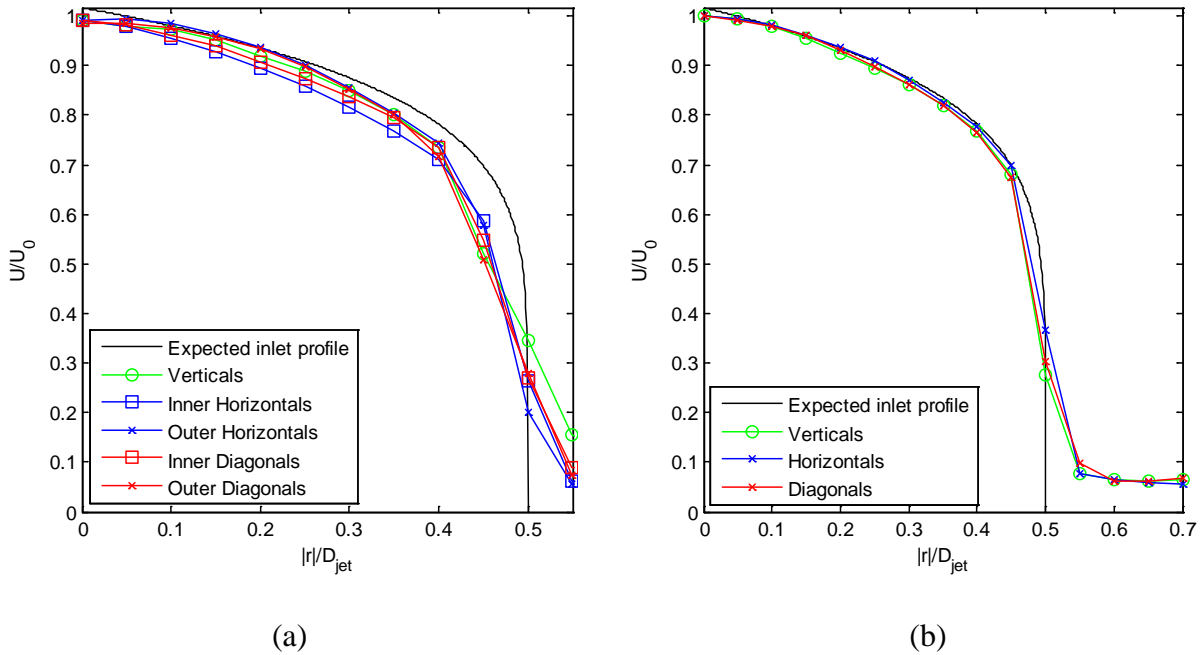 1
0.9
0.8
0.7
0.6
0.5
0.4
0.3
0.2
0.1
0
U/U0
Expected inlet profile
Verticals
Inner Horizontals
Outer Horizontals
Inner Diagonals
Outer Diagonals
0 0.1 0.2 0.3 0.4 0.5
|r|/Djet
(a)
1
0.9
0.8
0.7
0.6
0.5
0.4
0.3
0.2
0.1
0
U/U0
Expected inlet profile
Verticals
Horizontals
Diagonals
0 0.1 0.2 0.3 0.4 0.5 0.6 0.7
|r|/Djet
(b)